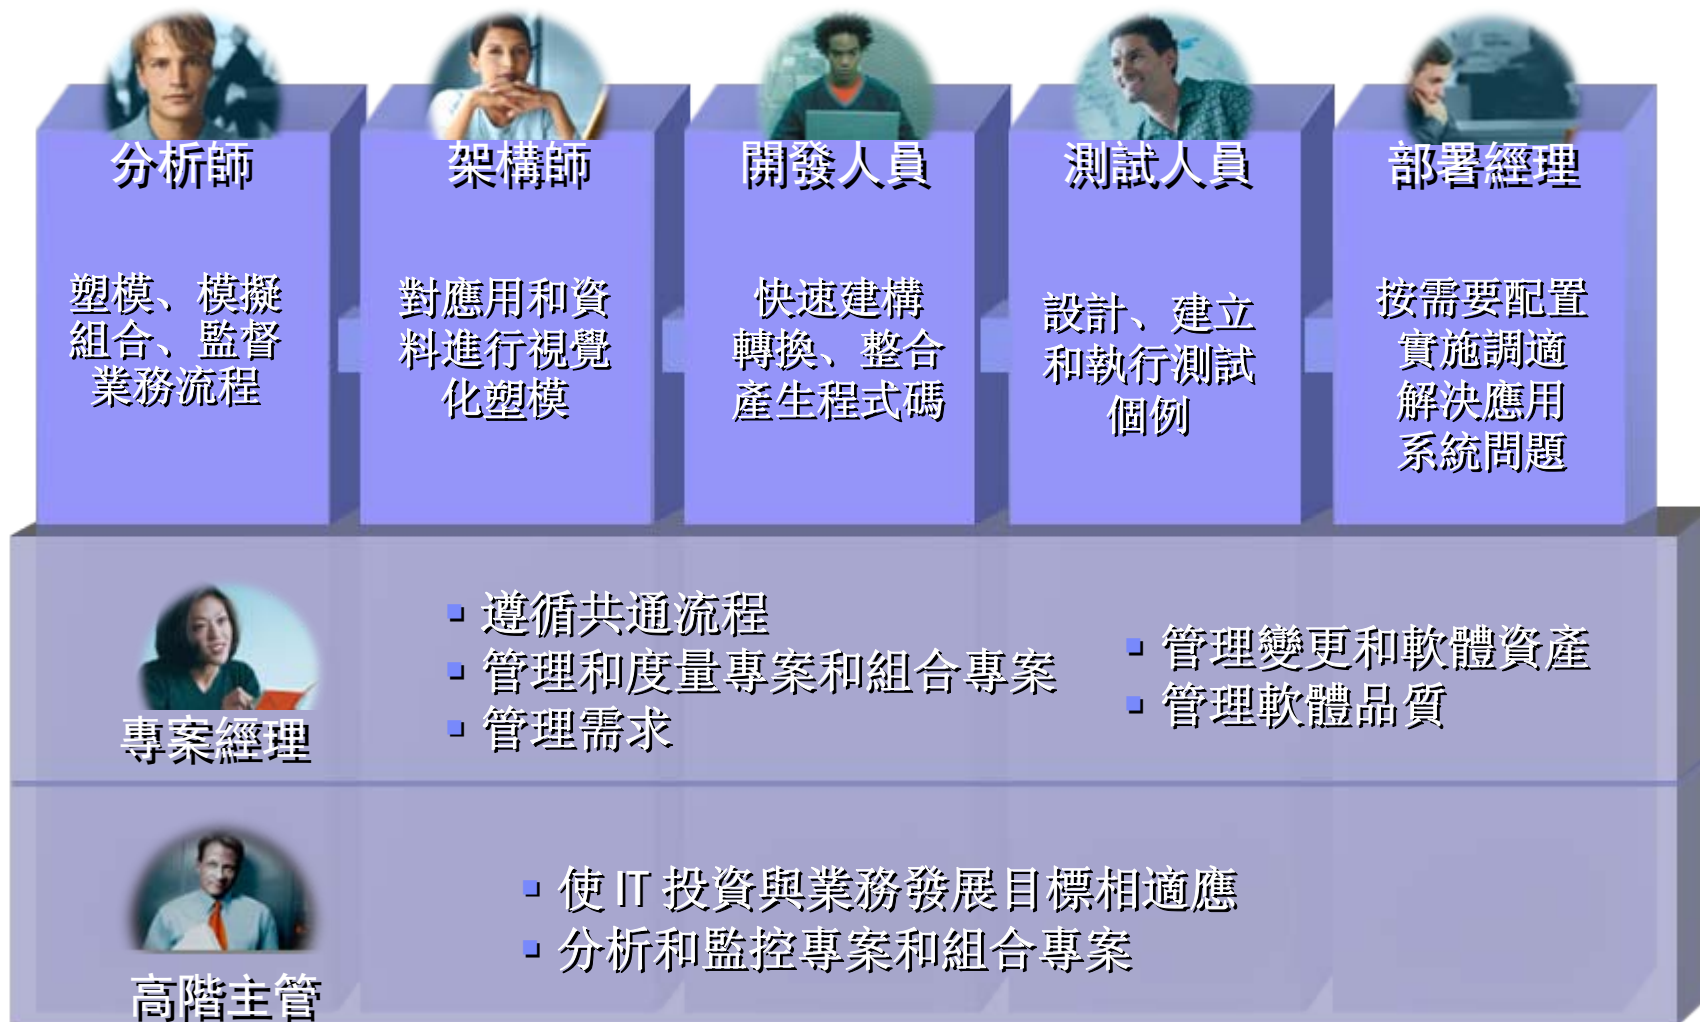 分析師
塑模、模擬
組合、監督
業務流程
架構師
對應用和資
料進行視覺
化塑模
開發人員
快速建構
轉換、整合
產生程式碼
測試人員
設計、建立
和執行測試
個例
部署經理
按需要配置
實施調適
解決應用
系統問題
專案經理
▪ 遵循共通流程
▪ 管理和度量專案和組合專案
▪ 管理需求
▪ 管理變更和軟體資產
▪ 管理軟體品質
高階主管
▪ 使 IT 投資與業務發展目標相適應
▪ 分析和監控專案和組合專案